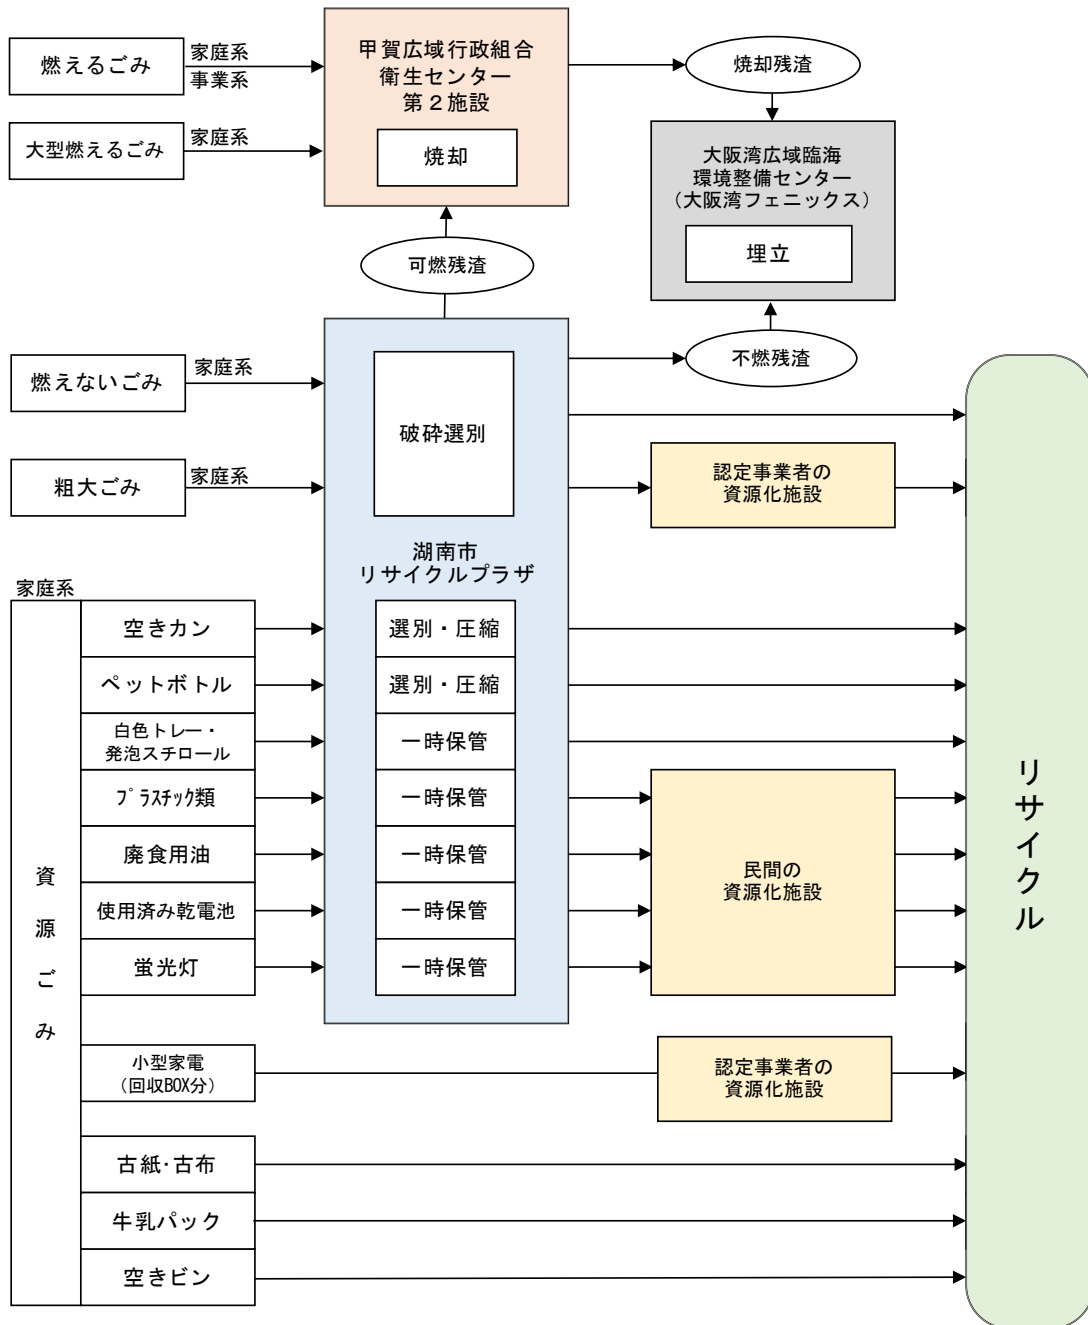 燃えるごみ
家庭系
事業系
甲賀広域行政組合
衛生センター
第２施設
焼却
焼却残渣
大型燃えるごみ
家庭系
大阪湾広域臨海
環境整備センター
（大阪湾フェニックス）
埋立
可燃残渣
燃えないごみ
家庭系
破砕選別
不燃残渣
粗大ごみ
家庭系
認定事業者の
資源化施設
湖南市
リサイクルプラザ
家庭系
資源ごみ
空きカン
選別・圧縮
ペットボトル
選別・圧縮
白色トレー・
発泡スチロール
一時保管
ﾌﾟﾗｽﾁｯｸ類
一時保管
廃食用油
一時保管
使用済み乾電池
一時保管
蛍光灯
一時保管
民間の
資源化施設
小型家電
（回収BOX分）
認定事業者の
資源化施設
古紙･古布
牛乳パック
空きビン
リサイクル